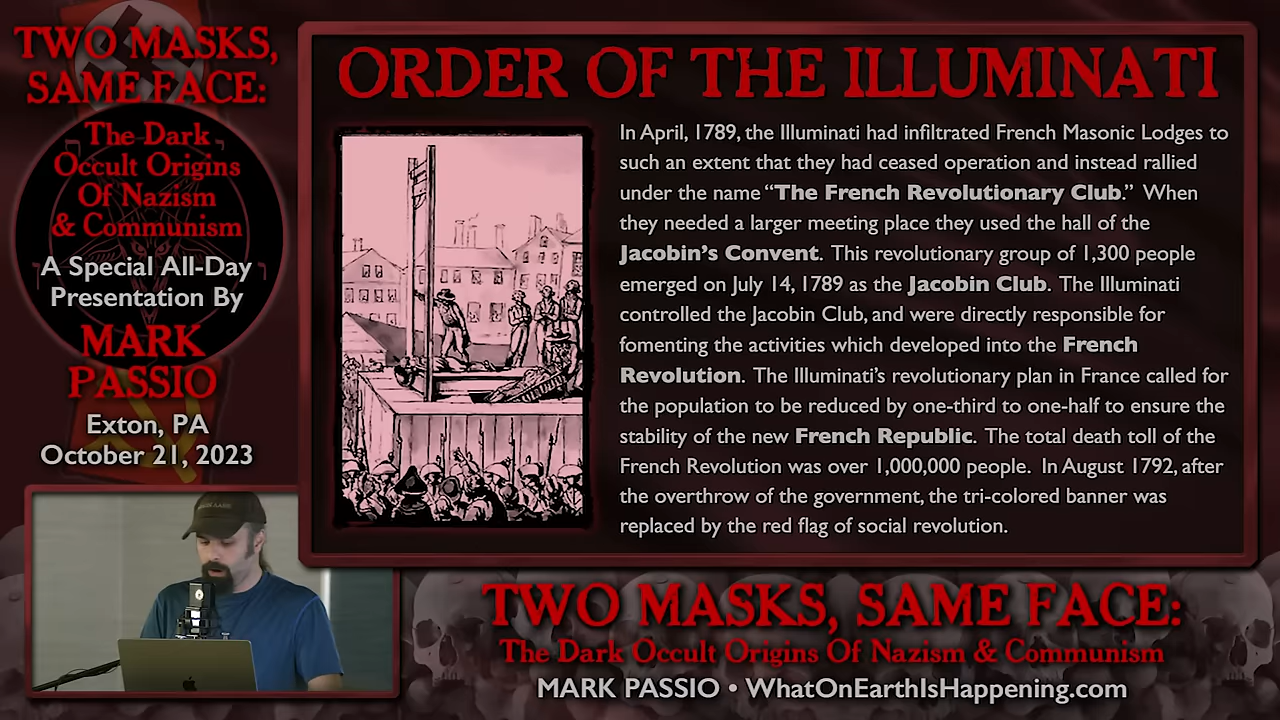 TWO MASKS,
SAME FACE:
The Dark
Occult Origins
Of Nazism
& Communism
A Special All-Day
Presentation By
MARK
PASSIO
Exton, PA
October 21, 2023
ORDER OF THE ILLUMINATI
In April, 1789, the Illuminati had infiltrated French Masonic Lodges to
such an extent that they had ceased operation and instead rallied
under the name “The French Revolutionary Club.” When
they needed a larger meeting place they used the hall of the
Jacobin’s Convent. This revolutionary group of 1,300 people
emerged on July 14, 1789 as the Jacobin Club. The Illuminati
controlled the Jacobin Club, and were directly responsible for
fomenting the activities which developed into the French
Revolution. The Illuminati’s revolutionary plan in France called for
the population to be reduced by one-third to one-half to ensure the
stability of the new French Republic. The total death toll of the
French Revolution was over 1,000,000 people. In August 1792, after
the overthrow of the government, the tri-colored banner was
replaced by the red flag of social revolution.
TWO MASKS, SAME FACE:
The Dark Occult Origins Of Nazism & Communism
MARK PASSIO • WhatOnEarthIsHappening.com